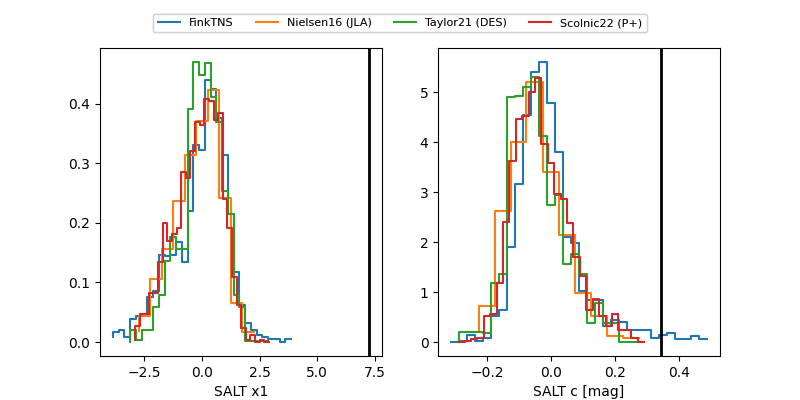 FinkTNS Nielsen16 (JLA) Taylor21 (DES) Scolnic22 (P+)
0.4
0.3
0.2
0.1
0.0
−2.5 0.0 2.5 5.0 7.5
SALT x1
5
4
3
2
1
0
−0.2 0.0 0.2 0.4
SALT c [mag]